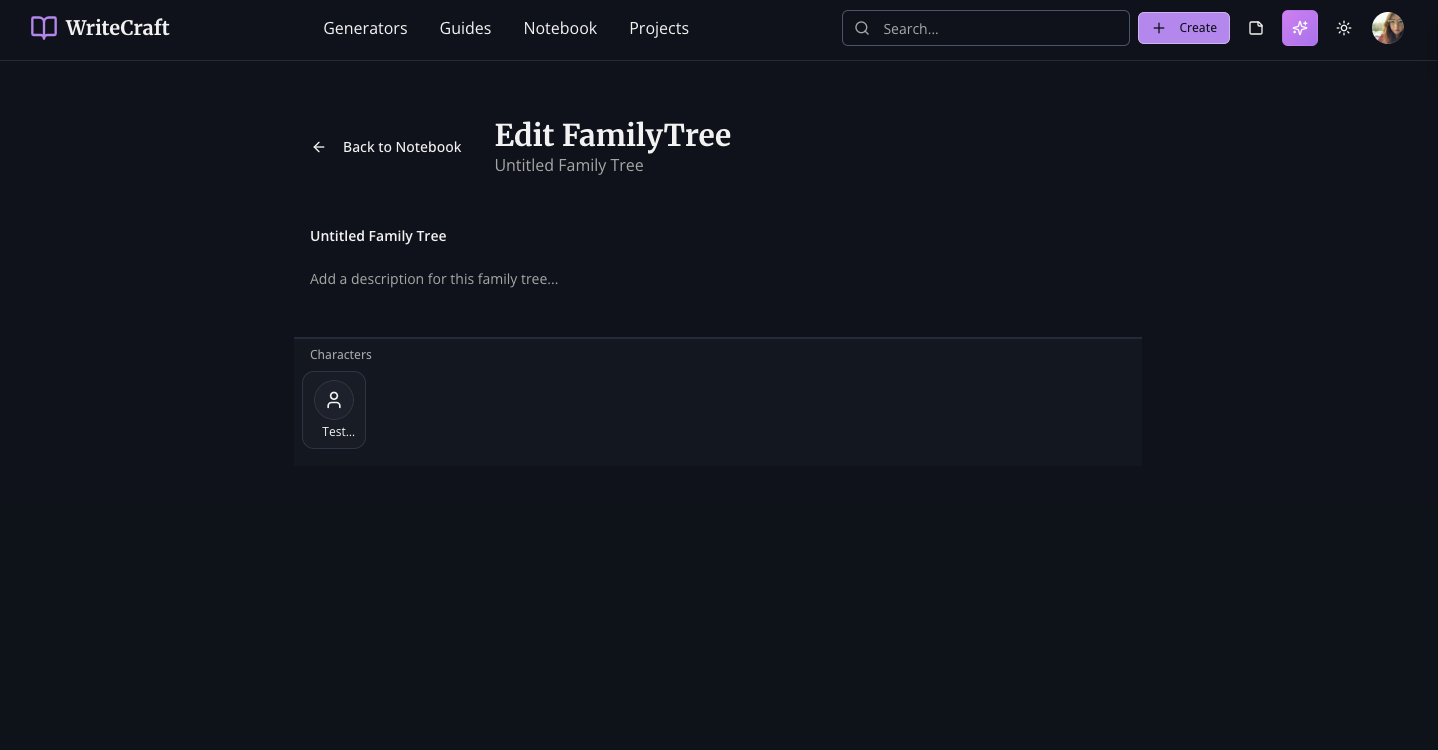 WriteCraft
Generators
Guides
Notebook
Projects
Search...
Create
Back to Notebook
Edit FamilyTree
Untitled Family Tree
Untitled Family Tree
Add a description for this family tree...
Characters
Test...